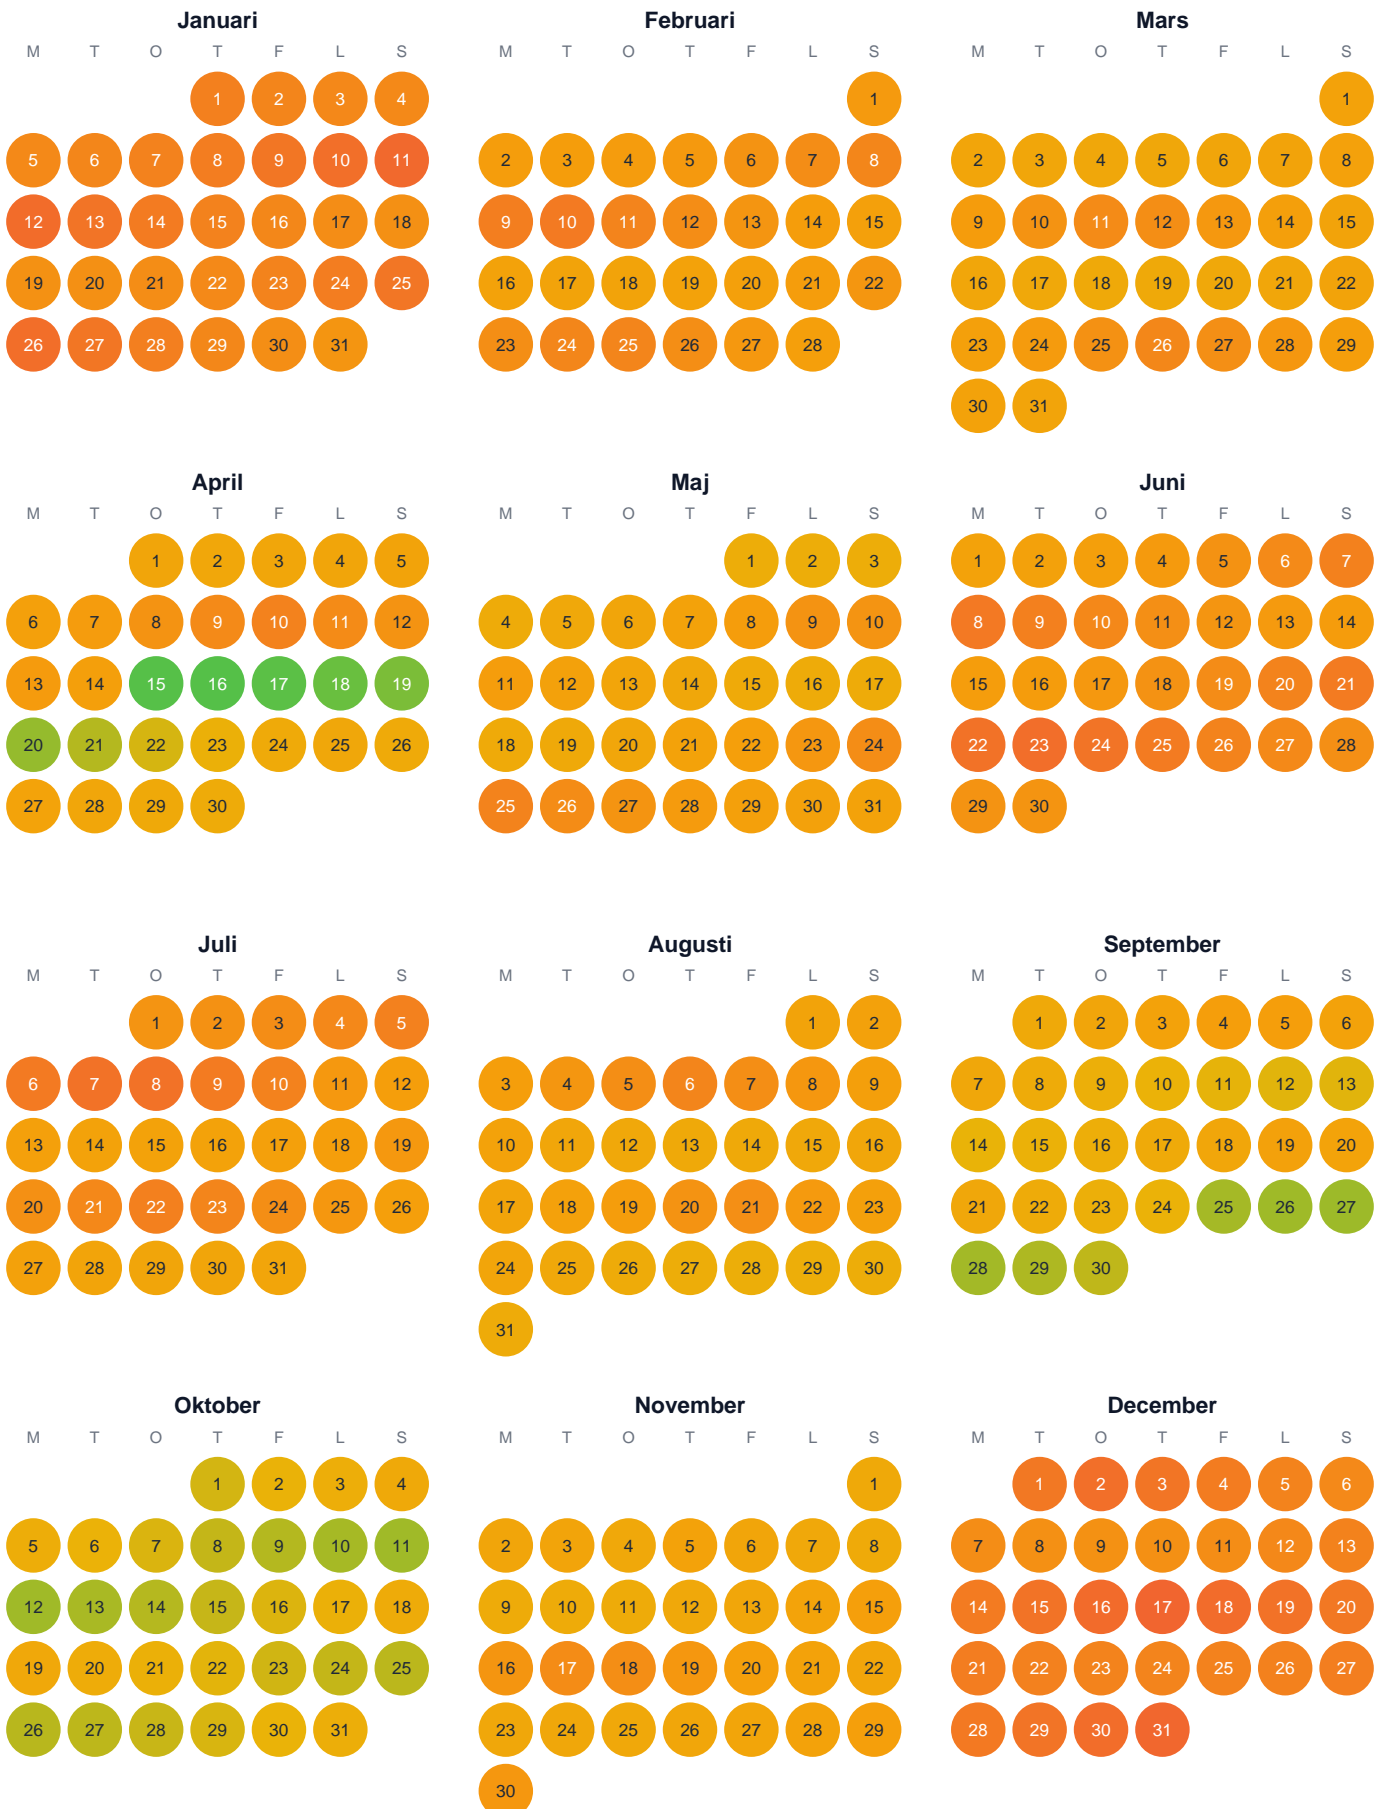 Januari Februari Mars
M T O T F L S M T O T F L S M T O T F L S
1 2 3 4 1 1
5 6 7 8 9 10 11 2 3 4 5 6 7 8 2 3 4 5 6 7 8
12 13 14 15 16 17 18 9 10 11 12 13 14 15 9 10 11 12 13 14 15
19 20 21 22 23 24 25 16 17 18 19 20 21 22 16 17 18 19 20 21 22
26 27 28 29 30 31 23 24 25 26 27 28 23 24 25 26 27 28 29
30 31
April Maj Juni
M T O T F L S M T O T F L S M T O T F L S
1 2 3 4 5 1 2 3 1 2 3 4 5 6 7
6 7 8 9 10 11 12 4 5 6 7 8 9 10 8 9 10 11 12 13 14
13 14 15 16 17 18 19 11 12 13 14 15 16 17 15 16 17 18 19 20 21
20 21 22 23 24 25 26 18 19 20 21 22 23 24 22 23 24 25 26 27 28
27 28 29 30 25 26 27 28 29 30 31 29 30
Juli Augusti September
M T O T F L S M T O T F L S M T O T F L S
1 2 3 4 5 1 2 1 2 3 4 5 6
6 7 8 9 10 11 12 3 4 5 6 7 8 9 7 8 9 10 11 12 13
13 14 15 16 17 18 19 10 11 12 13 14 15 16 14 15 16 17 18 19 20
20 21 22 23 24 25 26 17 18 19 20 21 22 23 21 22 23 24 25 26 27
27 28 29 30 31 24 25 26 27 28 29 30 28 29 30
31
Oktober November December
M T O T F L S M T O T F L S M T O T F L S
1 2 3 4 1 1 2 3 4 5 6
5 6 7 8 9 10 11 2 3 4 5 6 7 8 7 8 9 10 11 12 13
12 13 14 15 16 17 18 9 10 11 12 13 14 15 14 15 16 17 18 19 20
19 20 21 22 23 24 25 16 17 18 19 20 21 22 21 22 23 24 25 26 27
26 27 28 29 30 31 23 24 25 26 27 28 29 28 29 30 31
30